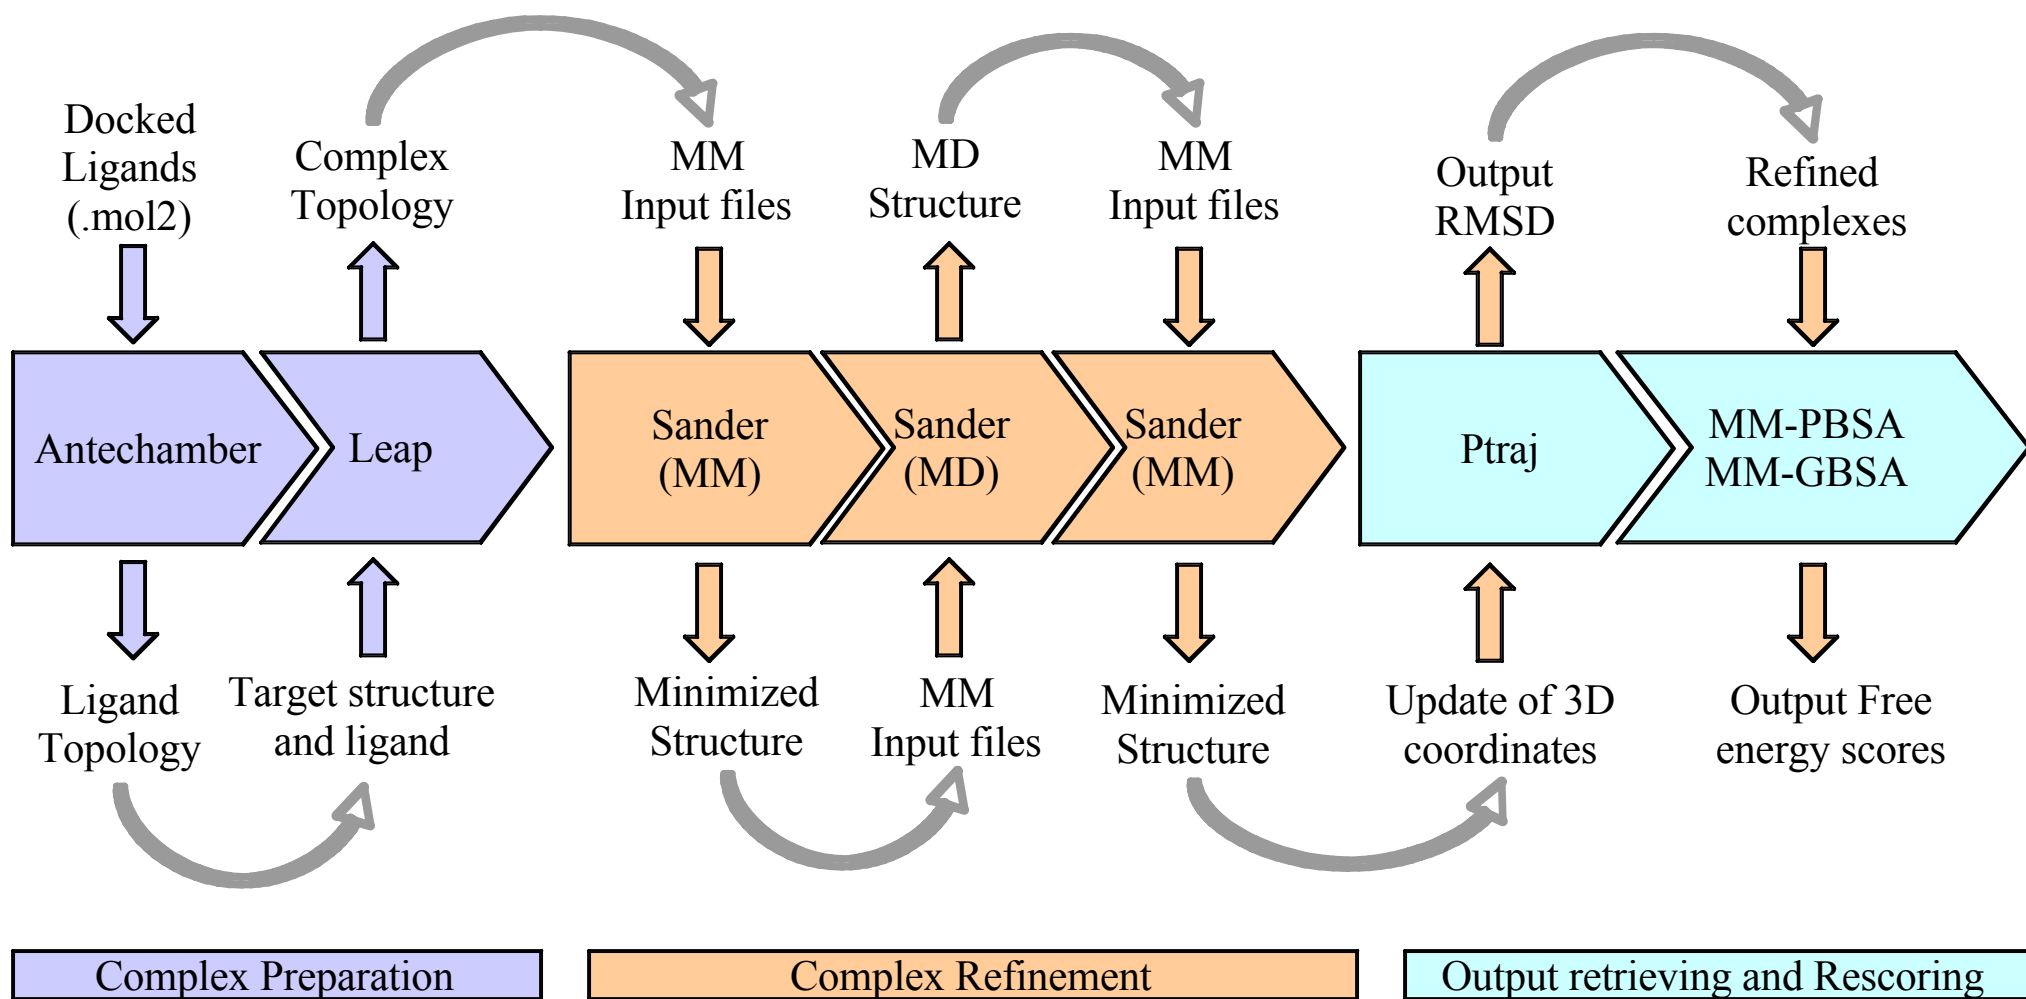 Docked
Ligands
(.mol2)
Complex
Topology
MM
Input files
MD
Structure
MM
Input files
Output
RMSD
Refined
complexes
Antechamber
Leap
Sander
(MM)
Sander
(MD)
Sander
(MM)
Ptraj
MM-PBSA
MM-GBSA
Ligand
Topology
Target structure
and ligand
Minimized
Structure
MM
Input files
Minimized
Structure
Update of 3D
coordinates
Output Free
energy scores
Complex Preparation
Complex Refinement
Output retrieving and Rescoring